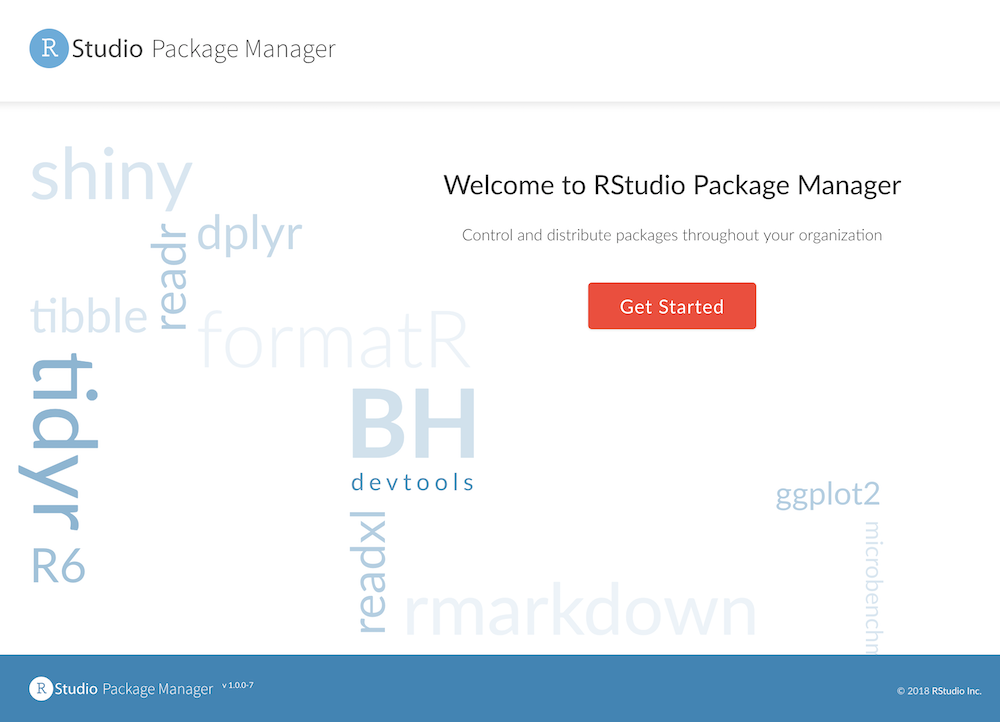 R Studio Package Manager
shiny
Welcome to RStudio Package Manager
dplyr
readr
Control and distribute packages throughout your organization
tibble
Get Started
formatR
tidyr
BH
devtools
ggplot2
readxl
microbenchm
R6
rmarkdown
R Studio Package Manager v 1.0.0-7
© 2018 RStudio Inc.